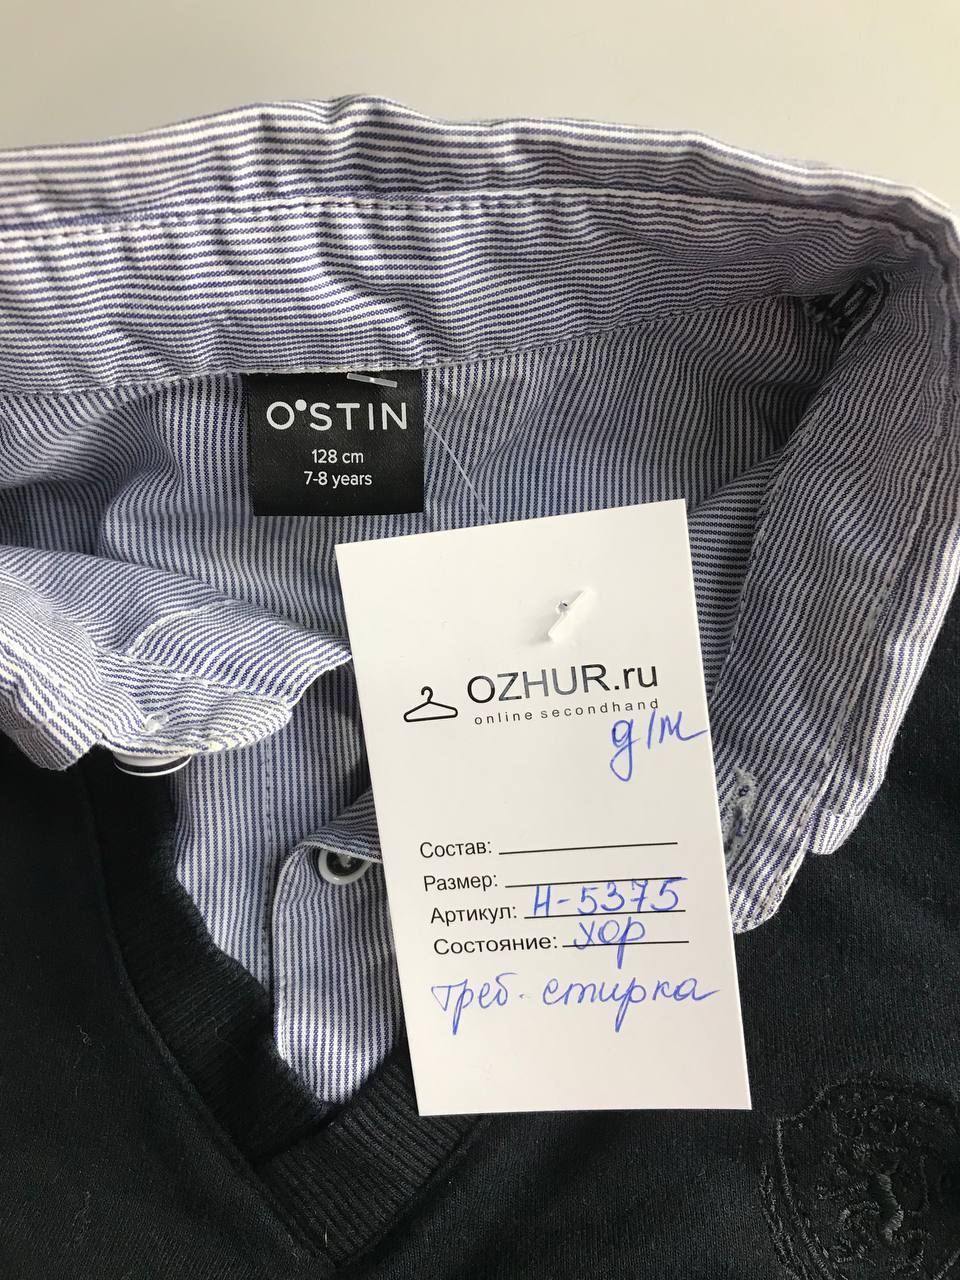 O'STIN
128 cm
7-8 years
OZHUR.ru
online secondhand
д/м
Состав:
Размер:
Артикул: Н-5375
Состояние: хор
треб. стирка